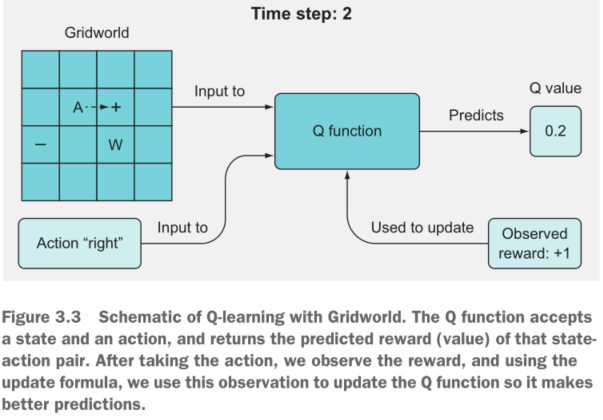 Time step: 2
Gridworld
Input to
Q value
A
+
Q function
Predicts
0.2
–
W
Action “right”
Input to
Used to update
Observed
reward: +1
Figure 3.3 Schematic of Q-learning with Gridworld. The Q function accepts
a state and an action, and returns the predicted reward (value) of that state-
action pair. After taking the action, we observe the reward, and using the
update formula, we use this observation to update the Q function so it makes
better predictions.